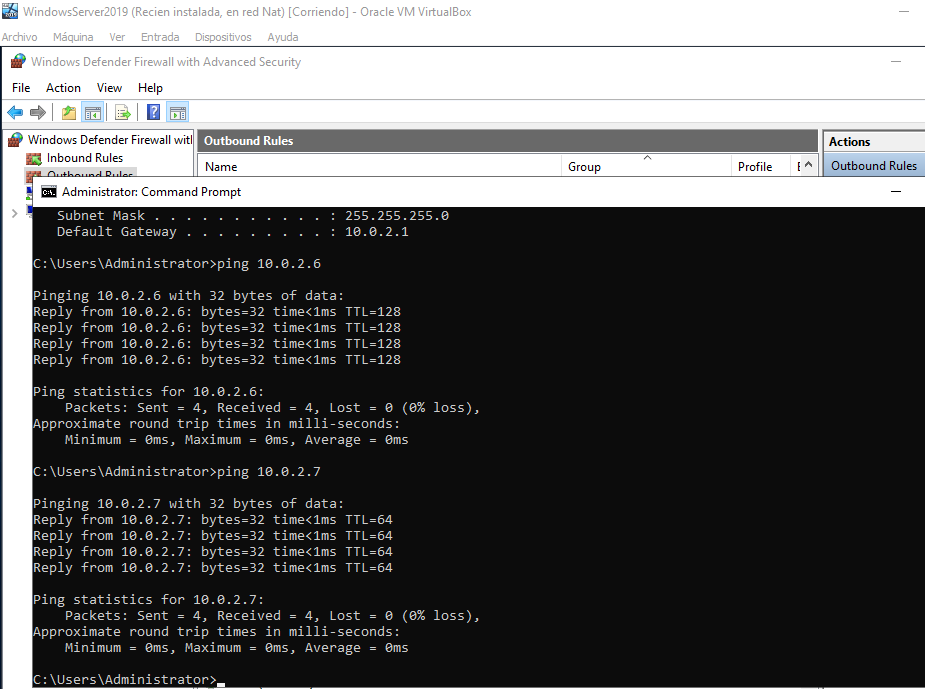 WindowsServer2019 (Recien instalada, en red Nat) [Corriendo] - Oracle VM VirtualBox
Archivo Máquina Ver Entrada Dispositivos Ayuda
Windows Defender Firewall with Advanced Security
File Action View Help
Windows Defender Firewall with
Outbound Rules
Actions
Inbound Rules
Name Group Profile
Outbound Rules
Outbound Rules
Administrator: Command Prompt
Subnet Mask . . . . . . . . . . . : 255.255.255.0
Default Gateway . . . . . . . . . : 10.0.2.1
C:\Users\Administrator>ping 10.0.2.6
Pinging 10.0.2.6 with 32 bytes of data:
Reply from 10.0.2.6: bytes=32 time<1ms TTL=128
Reply from 10.0.2.6: bytes=32 time<1ms TTL=128
Reply from 10.0.2.6: bytes=32 time<1ms TTL=128
Reply from 10.0.2.6: bytes=32 time<1ms TTL=128
Ping statistics for 10.0.2.6:
Packets: Sent = 4, Received = 4, Lost = 0 (0% loss),
Approximate round trip times in milli-seconds:
Minimum = 0ms, Maximum = 0ms, Average = 0ms
C:\Users\Administrator>ping 10.0.2.7
Pinging 10.0.2.7 with 32 bytes of data:
Reply from 10.0.2.7: bytes=32 time<1ms TTL=64
Reply from 10.0.2.7: bytes=32 time<1ms TTL=64
Reply from 10.0.2.7: bytes=32 time<1ms TTL=64
Reply from 10.0.2.7: bytes=32 time<1ms TTL=64
Ping statistics for 10.0.2.7:
Packets: Sent = 4, Received = 4, Lost = 0 (0% loss),
Approximate round trip times in milli-seconds:
Minimum = 0ms, Maximum = 0ms, Average = 0ms
C:\Users\Administrator>